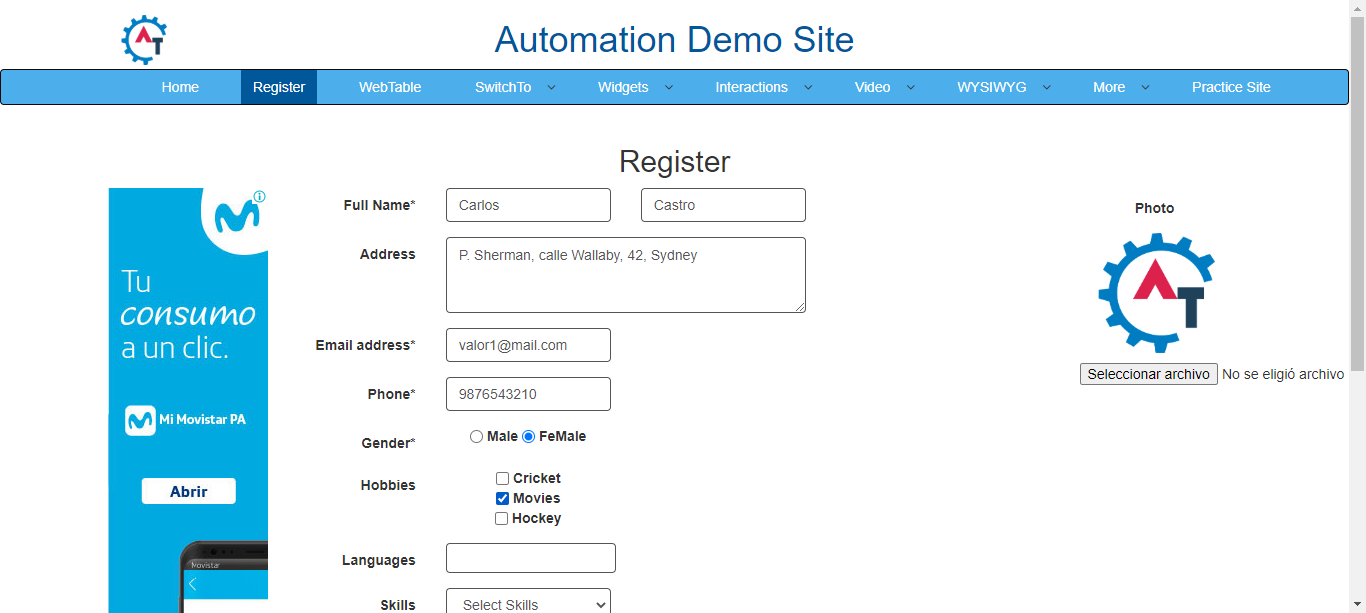 AT
Automation Demo Site
Home Register WebTable SwitchTo Widgets Interactions Video WYSIWYG More Practice Site
Register
Tu
consumo
a un clic.
Mi Movistar PA
Abrir
Movistar
Full Name* Carlos Castro
Address P. Sherman, calle Wallaby, 42, Sydney
Email address* valor1@mail.com
Phone* 9876543210
Gender* Male FeMale
Hobbies Cricket
Movies
Hockey
Languages
Skills Select Skills
Photo
AT
Seleccionar archivo No se eligió archivo